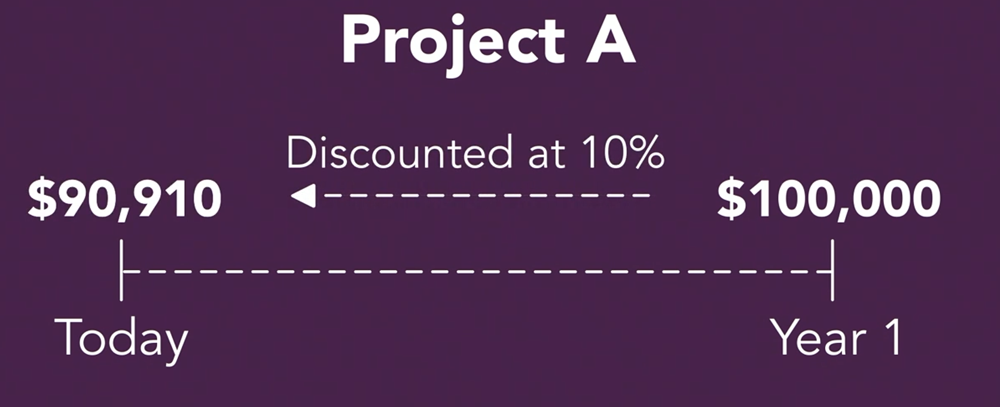 Project A
Discounted at 10%
$90,910
$100,000
Today
Year 1